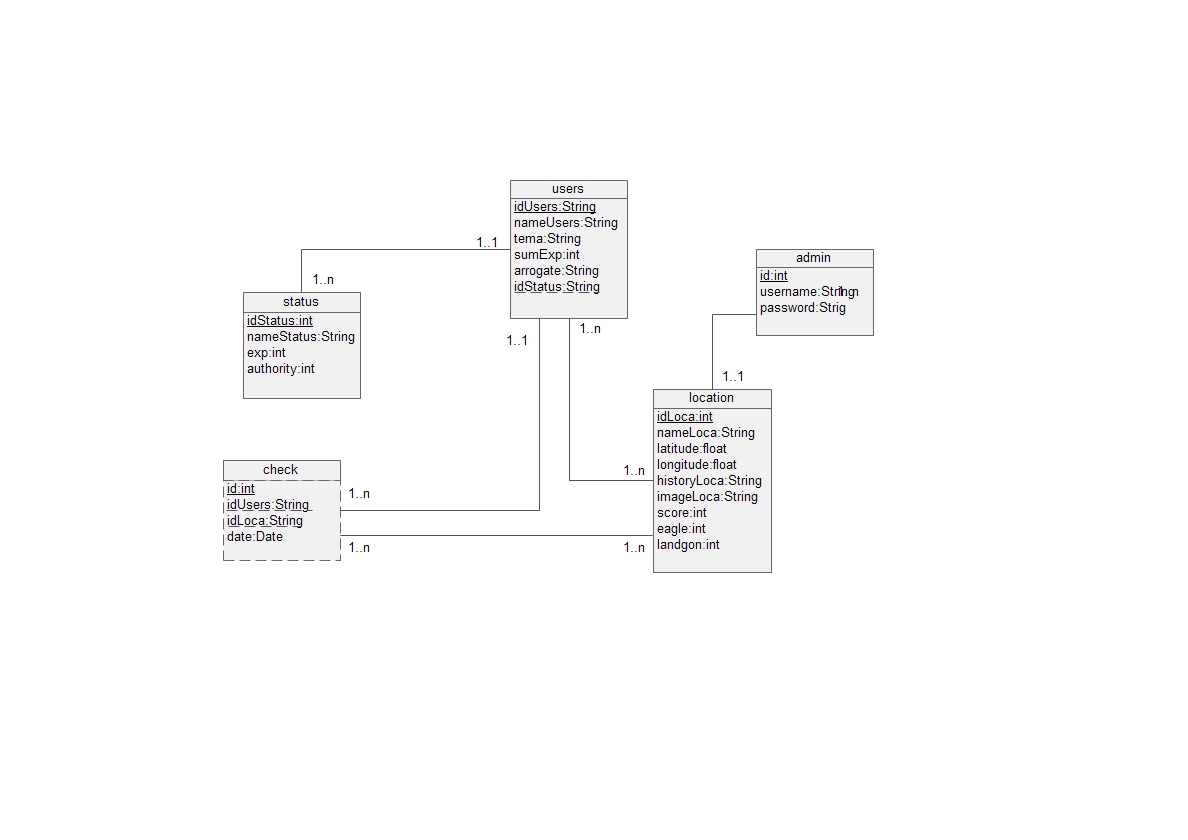 users
idUsers:String
nameUsers:String
tema:String
sumExp:int
arrogate:String
idStatus:String
1..1
1..n
status
idStatus:int
nameStatus:String
exp:int
authority:int
admin
id:int
username:String
password:Strig
1..1
1..n
1..1
location
idLoca:int
nameLoca:String
latitude:float
longitude:float
historyLoca:String
imageLoca:String
score:int
eagle:int
landgon:int
1..n
check
id:int
idUsers:String
idLoca:String
date:Date
1..n
1..n
1..n